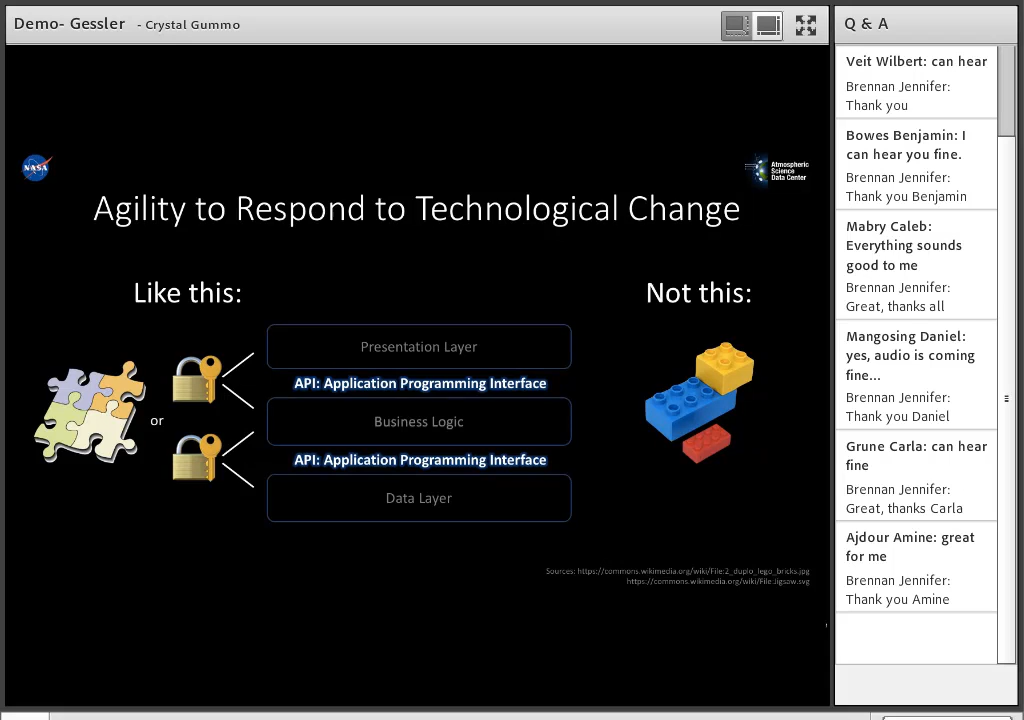 Demo- Gessler - Crystal Gummo
NASA
Atmospheric
Science
Data Center
Agility to Respond to Technological Change
Like this:
Not this:
Presentation Layer
API: Application Programming Interface
or
Business Logic
API: Application Programming Interface
Data Layer
Sources: https://commons.wikimedia.org/wiki/File:2_duplo_lego_bricks.jpg
https://commons.wikimedia.org/wiki/File:Jigsaw.svg
Q & A
Veit Wilbert: can hear
Brennan Jennifer:
Thank you
Bowes Benjamin: I
can hear you fine.
Brennan Jennifer:
Thank you Benjamin
Mabry Caleb:
Everything sounds
good to me
Brennan Jennifer:
Great, thanks all
Mangosing Daniel:
yes, audio is coming
fine...
Brennan Jennifer:
Thank you Daniel
Grune Carla: can hear
fine
Brennan Jennifer:
Great, thanks Carla
Ajdour Amine: great
for me
Brennan Jennifer:
Thank you Amine